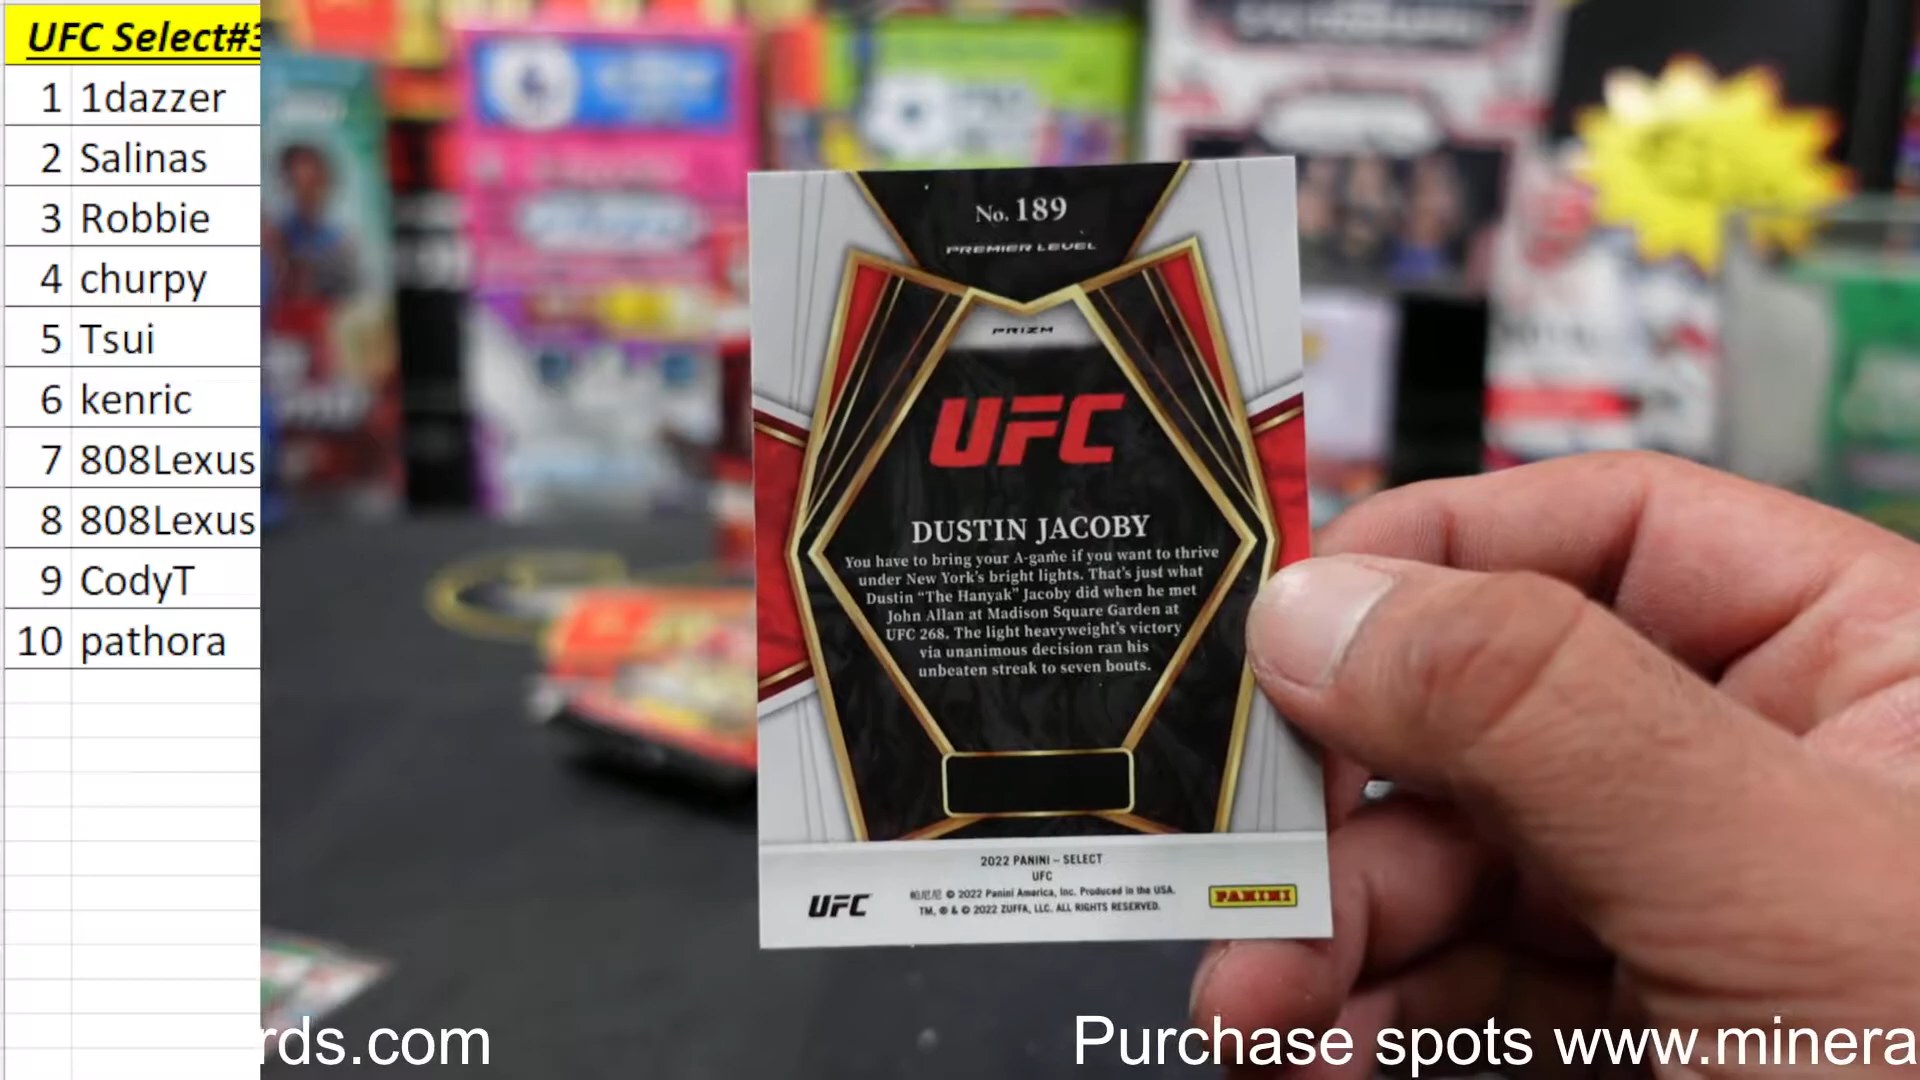 UFC Select#3
1 1dazzer
2 Salinas
3 Robbie
4 churpy
5 Tsui
6 kenric
7 808Lexus
8 808Lexus
9 CodyT
10 pathora
No. 189
PREMIER LEVEL
PRIZM
UFC
DUSTIN JACOBY
You have to bring your A-game if you want to thrive
under New York's bright lights. That's just what
Dustin "The Hanyak" Jacoby did when he met
John Allan at Madison Square Garden at
UFC 268. The light heavyweight's victory
via unanimous decision ran his
unbeaten streak to seven bouts.
2022 PANINI – SELECT
UFC
© 2022 Panini America, Inc. Produced in the USA.
TM, ® & © 2022 ZUFFA, LLC. ALL RIGHTS RESERVED.
UFC
PANINI
rds.com
Purchase spots www.minera